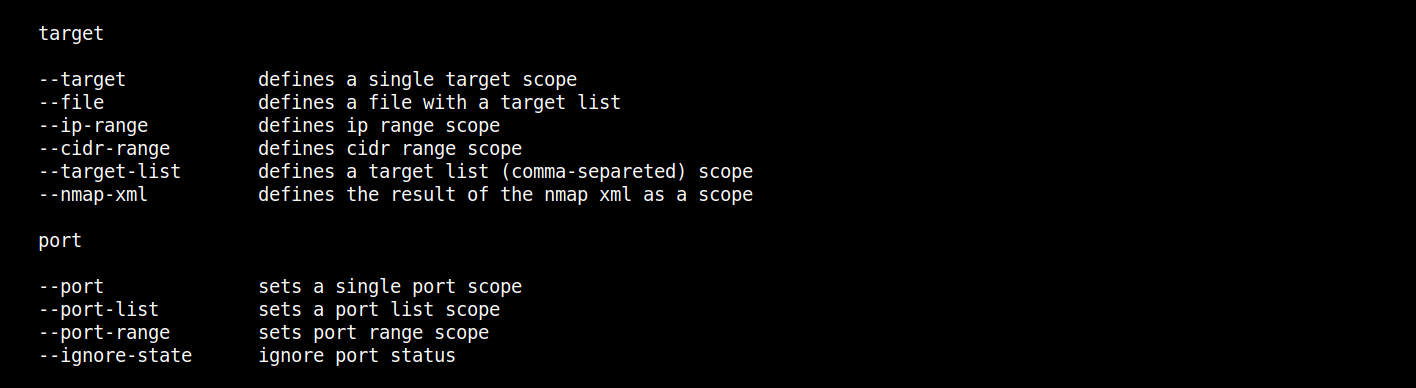 target
--target defines a single target scope
--file defines a file with a target list
--ip-range defines ip range scope
--cidr-range defines cidr range scope
--target-list defines a target list (comma-separeted) scope
--nmap-xml defines the result of the nmap xml as a scope
port
--port sets a single port scope
--port-list sets a port list scope
--port-range sets port range scope
--ignore-state ignore port status